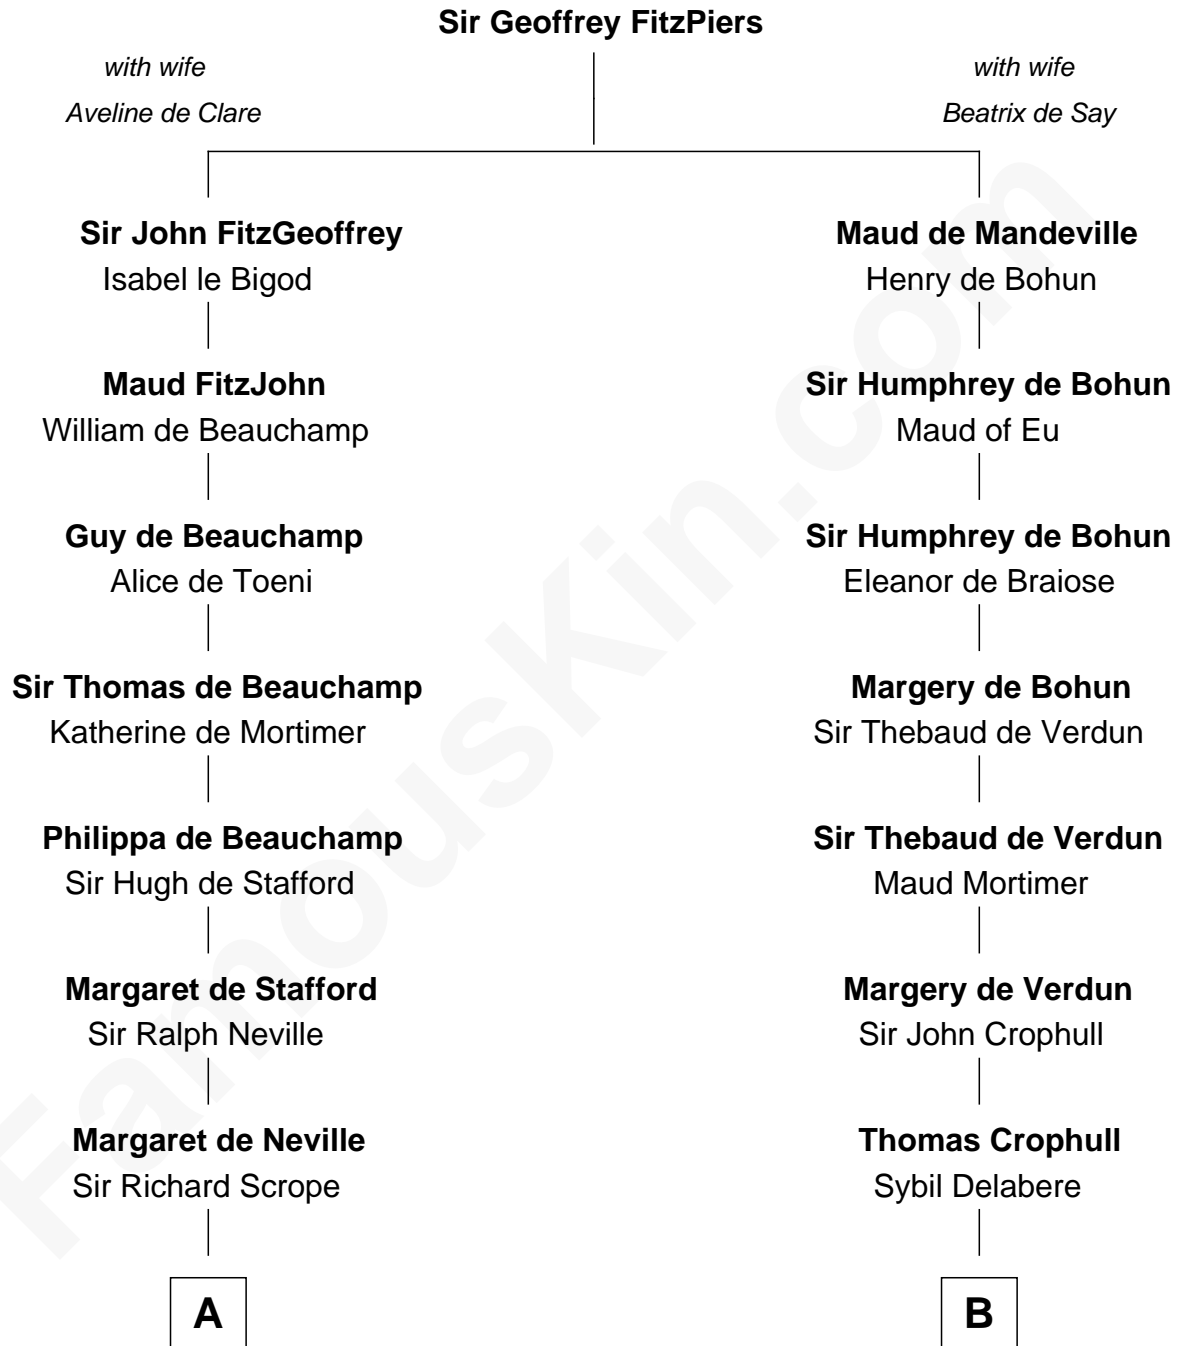 Sir Geoffrey FitzPiers
with wife
Aveline de Clare
with wife
Beatrix de Say
Sir John FitzGeoffrey
Isabel le Bigod
Maud de Mandeville
Henry de Bohun
Maud FitzJohn
William de Beauchamp
Sir Humphrey de Bohun
Maud of Eu
Guy de Beauchamp
Alice de Toeni
Sir Humphrey de Bohun
Eleanor de Braiose
Sir Thomas de Beauchamp
Katherine de Mortimer
Margery de Bohun
Sir Thebaud de Verdun
Philippa de Beauchamp
Sir Hugh de Stafford
Sir Thebaud de Verdun
Maud Mortimer
Margaret de Stafford
Sir Ralph Neville
Margery de Verdun
Sir John Crophull
Margaret de Neville
Sir Richard Scrope
Thomas Crophull
Sybil Delabere
A
B
FamousKin.com